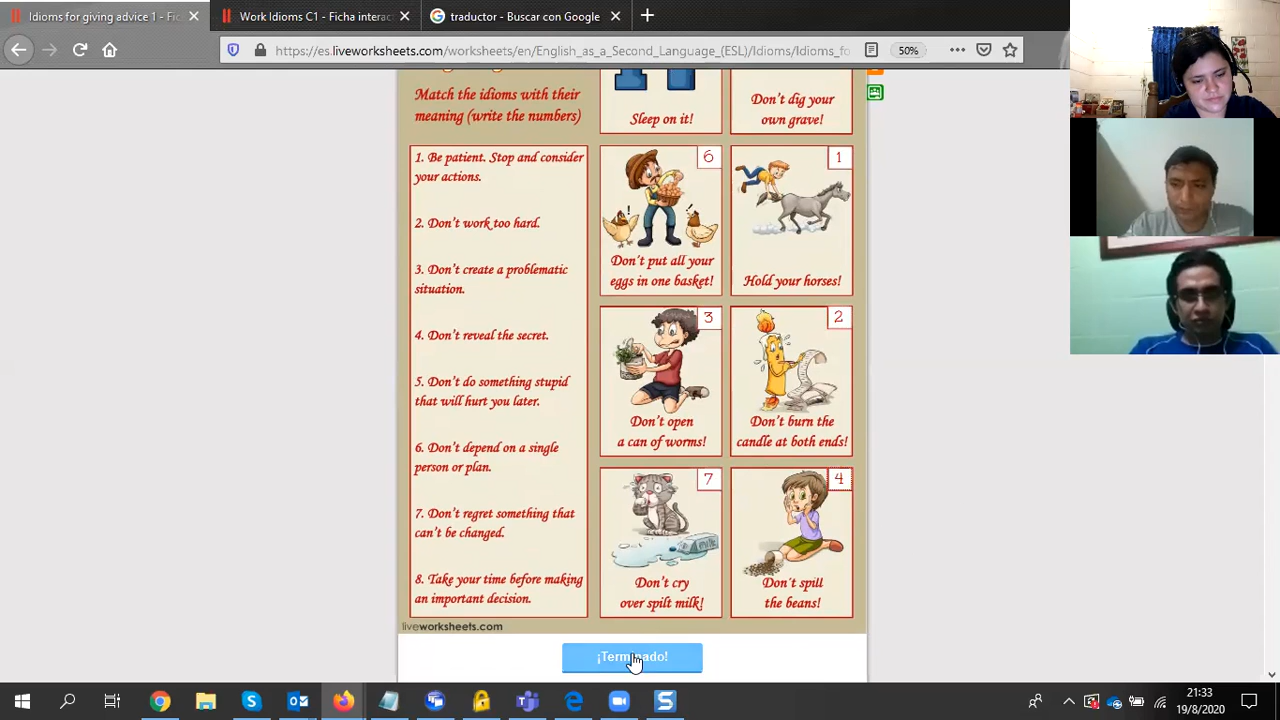 Idioms for giving advice 1 - Fi
Work Idioms C1 - Ficha interac
traductor - Buscar con Google
https://es.liveworksheets.com/worksheets/en/English_as_a_Second_Language_(ESL)/Idioms/Idioms_fo
50%
Match the idioms with their
meaning (write the numbers)
1. Be patient. Stop and consider
your actions.
2. Don't work too hard.
3. Don't create a problematic
situation.
4. Don't reveal the secret.
5. Don't do something stupid
that will hurt you later.
6. Don't depend on a single
person or plan.
7. Don't regret something that
can't be changed.
8. Take your time before making
an important decision.
Sleep on it!
Don't dig your
own grave!
6
Don´t put all your
eggs in one basket!
1
Hold your horses!
3
Don't open
a can of worms!
2
Don't burn the
candle at both ends!
7
Don't cry
over spilt milk!
4
Don´t spill
the beans!
liveworksheets.com
¡Terminado!
21:33
19/8/2020